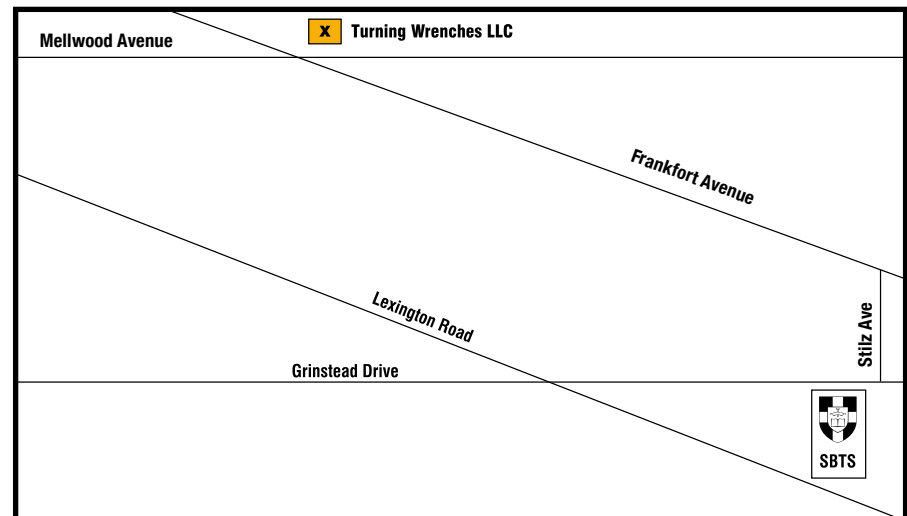 Mellwood Avenue
X
Turning Wrenches LLC
Frankfort Avenue
Lexington Road
Stilz Ave
Grinstead Drive
SBTS